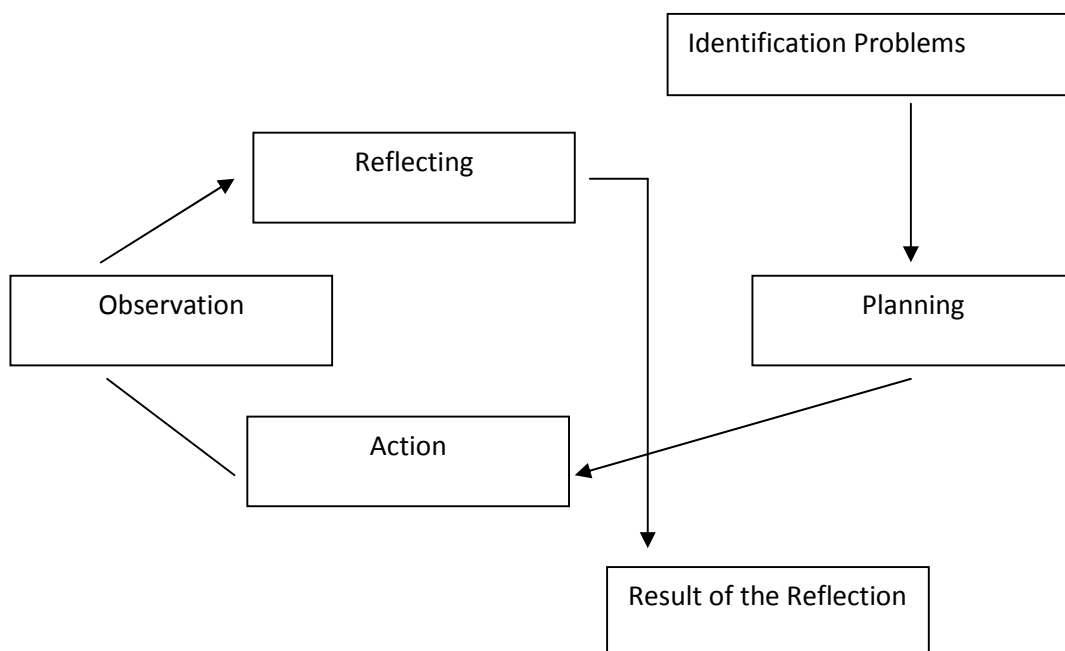 Identification Problems
Reflecting
Observation
Planning
Action
Result of the Reflection